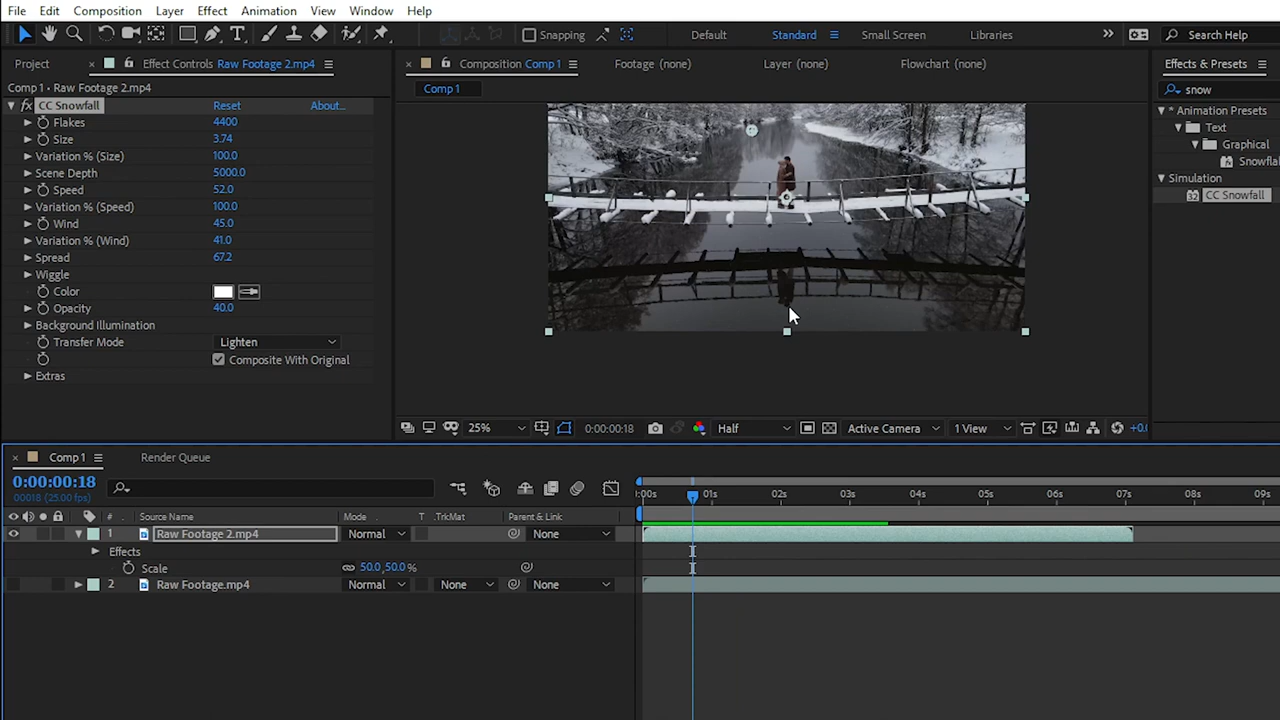 File Edit Composition Layer Effect Animation View Window Help
Snapping Default Standard Small Screen Libraries Search Help
Project Effect Controls Raw Footage 2.mp4 Composition Comp 1 Footage (none) Layer (none) Flowchart (none) Effects & Presets
Comp 1 · Raw Footage 2.mp4 Comp 1 snow
fx CC Snowfall Reset About...
Flakes 4400
Size 3.74
Variation % (Size) 100.0
Scene Depth 5000.0
Speed 52.0
Variation % (Speed) 100.0
Wind 45.0
Variation % (Wind) 41.0
Spread 67.2
Wiggle
Color
Opacity 40.0
Background Illumination
Transfer Mode Lighten
Composite With Original
Extras
* Animation Presets
Text
Graphical
Snowfla
Simulation
32 CC Snowfall
25% 0:00:00:18 Half Active Camera 1 View +0.
Comp 1 Render Queue
0:00:00:18
00018 (25.00 fps)
:00s 01s 02s 03s 04s 05s 06s 07s 08s 09s
# Source Name Mode T TrkMat Parent & Link
1 Raw Footage 2.mp4 Normal None
Effects
Scale 50.0,50.0%
2 Raw Footage.mp4 Normal None None